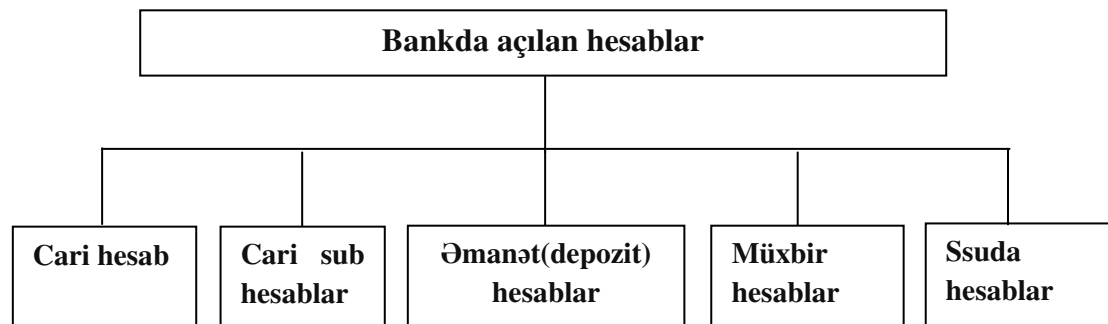 Bankda açılan hesablar
Cari hesab
Cari sub
hesablar
Əmanət(depozit)
hesablar
Müxbir
hesablar
Ssuda
hesablar